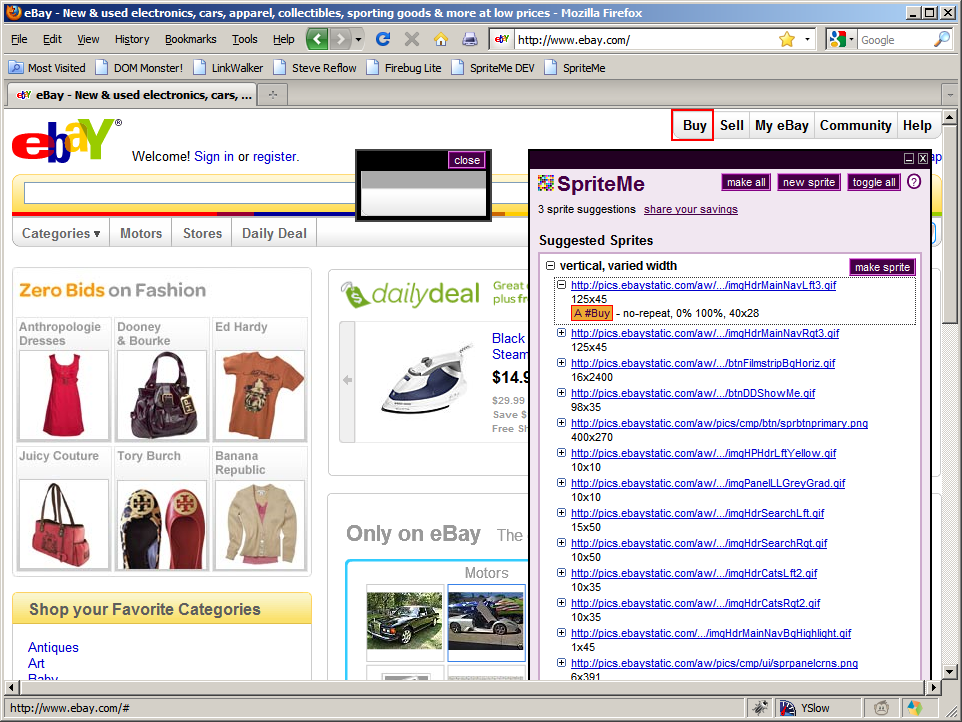 eBay - New & used electronics, cars, apparel, collectibles, sporting goods & more at low prices - Mozilla Firefox
File Edit View History Bookmarks Tools Help
ebY http://www.ebay.com/
Google
Most Visited DOM Monster! LinkWalker Steve Reflow Firebug Lite SpriteMe DEV SpriteMe
eBay - New & used electronics, cars, ...
ebaY®
Welcome! Sign in or register.
Buy Sell My eBay Community Help
close
Categories Motors Stores Daily Deal
SpriteMe
make all new sprite toggle all ?
3 sprite suggestions share your savings
Suggested Sprites
vertical, varied width
make sprite
http://pics.ebaystatic.com/aw/.../imgHdrMainNavLft3.gif
125x45
A #Buy - no-repeat, 0% 100%, 40x28
http://pics.ebaystatic.com/aw/.../imgHdrMainNavRgt3.gif
125x45
http://pics.ebaystatic.com/aw/.../btnFilmstripBgHoriz.gif
16x2400
http://pics.ebaystatic.com/aw/.../btnDDShowMe.gif
98x35
http://pics.ebaystatic.com/aw/pics/cmp/btn/sprbtnprimary.png
400x270
http://pics.ebaystatic.com/aw/.../imgHPHdrLftYellow.gif
10x10
http://pics.ebaystatic.com/aw/.../imgPanelLLGreyGrad.gif
10x10
http://pics.ebaystatic.com/aw/.../imgHdrSearchLft.gif
15x50
http://pics.ebaystatic.com/aw/.../imgHdrSearchRgt.gif
10x50
http://pics.ebaystatic.com/aw/.../imgHdrCatsLft2.gif
10x35
http://pics.ebaystatic.com/aw/.../imgHdrCatsRgt2.gif
10x35
http://pics.ebaystatic.com/.../imgHdrMainNavBgHighlight.gif
1x45
http://pics.ebaystatic.com/aw/pics/cmp/ui/sprpanelcrns.png
6x391
Zero Bids on Fashion
Anthropologie Dresses
Dooney & Bourke
Ed Hardy
Juicy Couture
Tory Burch
Banana Republic
dailydeal
Great
plus fr
Black
Steam
$14.9
$29.99
Save $
Free Sh
Only on eBay The
Motors
Shop your Favorite Categories
Antiques
Art
Baby
http://www.ebay.com/#
YSlow